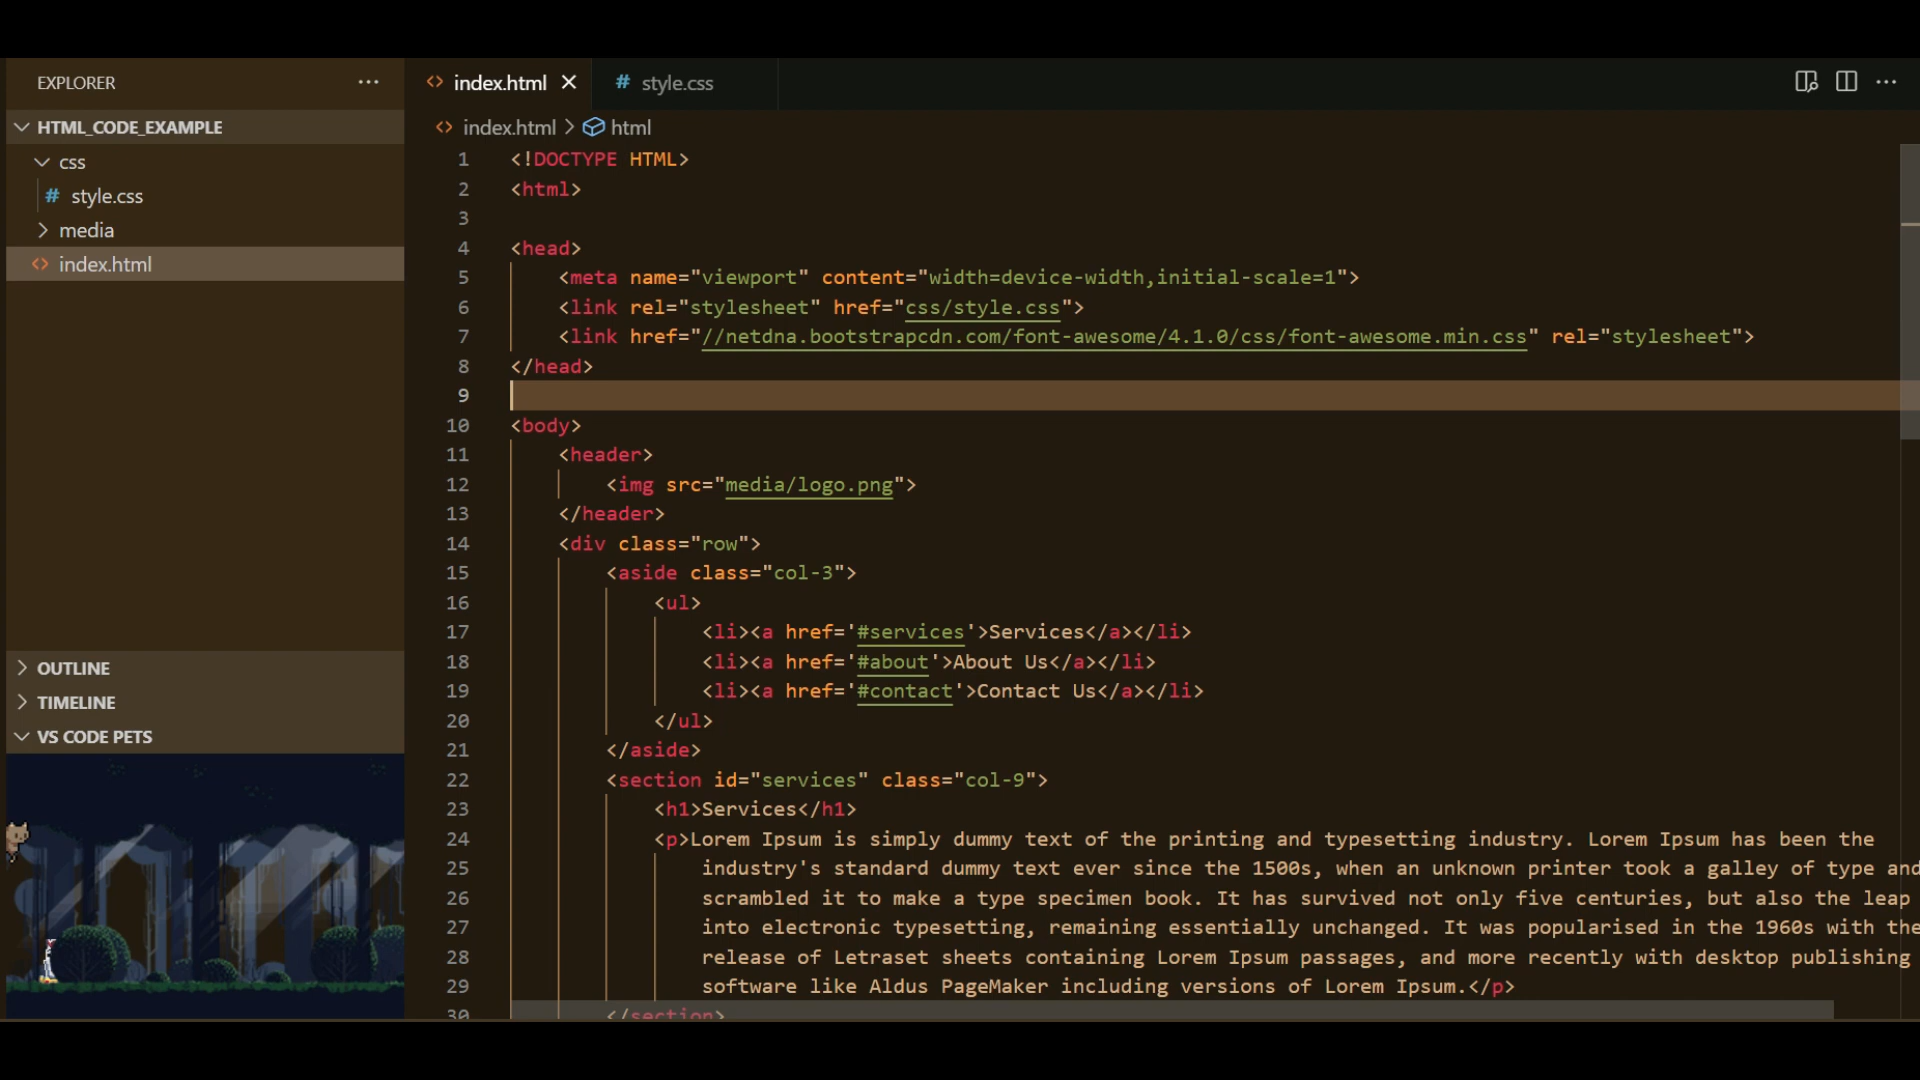 EXPLORER
HTML_CODE_EXAMPLE
css
# style.css
media
<> index.html
OUTLINE
TIMELINE
VS CODE PETS
<> index.html × # style.css
<> index.html > html
1 <!DOCTYPE HTML>
2 <html>
3
4 <head>
5 <meta name="viewport" content="width=device-width,initial-scale=1">
6 <link rel="stylesheet" href="css/style.css">
7 <link href="//netdna.bootstrapcdn.com/font-awesome/4.1.0/css/font-awesome.min.css" rel="stylesheet">
8 </head>
9
10 <body>
11 <header>
12 <img src="media/logo.png">
13 </header>
14 <div class="row">
15 <aside class="col-3">
16 <ul>
17 <li><a href='#services'>Services</a></li>
18 <li><a href='#about'>About Us</a></li>
19 <li><a href='#contact'>Contact Us</a></li>
20 </ul>
21 </aside>
22 <section id="services" class="col-9">
23 <h1>Services</h1>
24 <p>Lorem Ipsum is simply dummy text of the printing and typesetting industry. Lorem Ipsum has been the
25 industry's standard dummy text ever since the 1500s, when an unknown printer took a galley of type and
26 scrambled it to make a type specimen book. It has survived not only five centuries, but also the leap
27 into electronic typesetting, remaining essentially unchanged. It was popularised in the 1960s with the
28 release of Letraset sheets containing Lorem Ipsum passages, and more recently with desktop publishing
29 software like Aldus PageMaker including versions of Lorem Ipsum.</p>
30 </section>